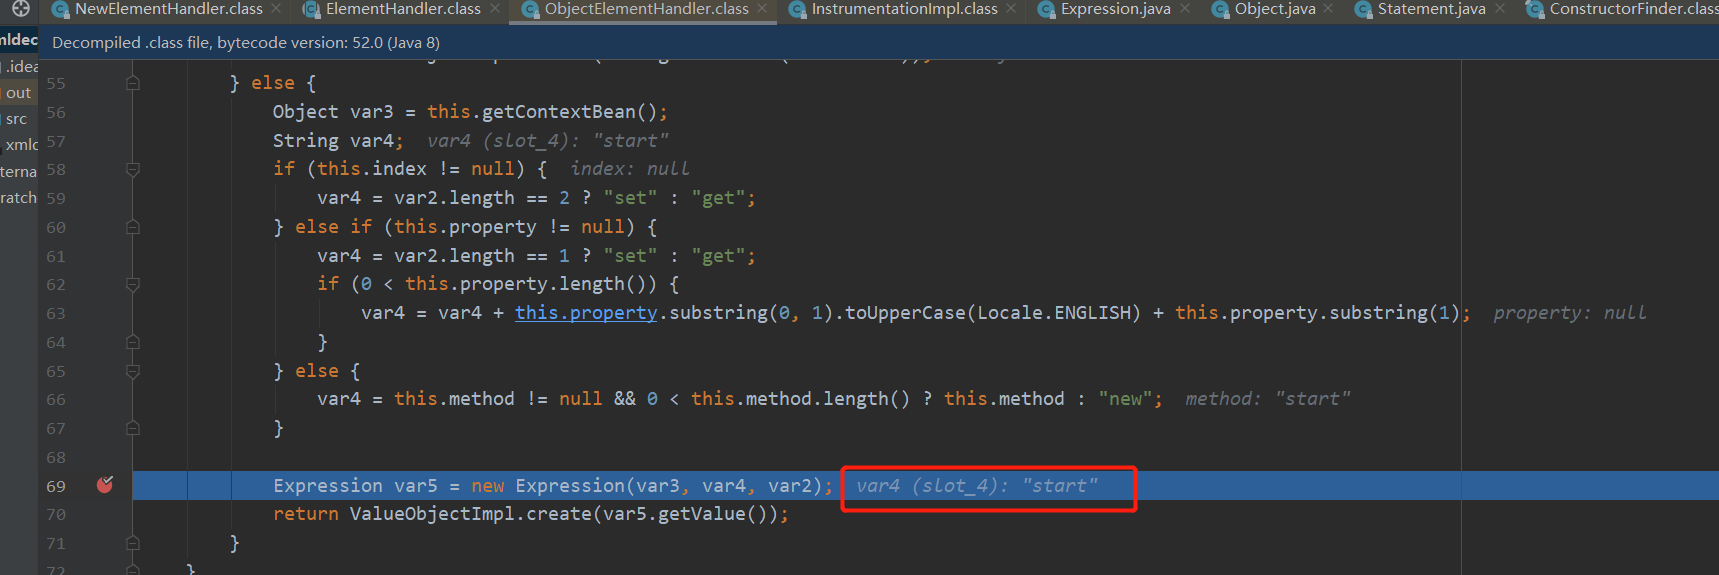 NewElementHandler.class ElementHandler.class ObjectElementHandler.class InstrumentationImpl.class Expression.java Object.java Statement.java ConstructorFinder.class
mldec Decompiled .class file, bytecode version: 52.0 (Java 8)
.idea
55 } else {
out
56 Object var3 = this.getContextBean();
src
57 String var4; var4 (slot_4): "start"
xmlc
58 if (this.index != null) { index: null
terna
59 var4 = var2.length == 2 ? "set" : "get";
ratch
60 } else if (this.property != null) {
61 var4 = var2.length == 1 ? "set" : "get";
62 if (0 < this.property.length()) {
63 var4 = var4 + this.property.substring(0, 1).toUpperCase(Locale.ENGLISH) + this.property.substring(1); property: null
64 }
65 } else {
66 var4 = this.method != null && 0 < this.method.length() ? this.method : "new"; method: "start"
67 }
68
69 Expression var5 = new Expression(var3, var4, var2); var4 (slot_4): "start"
70 return ValueObjectImpl.create(var5.getValue());
71 }
72 }